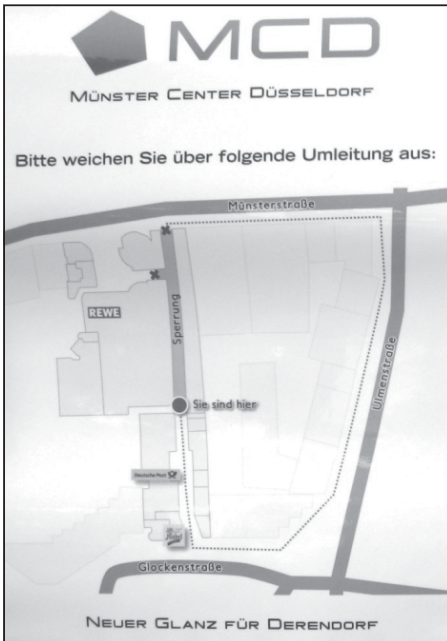 MCD
MÜNSTER CENTER DÜSSELDORF
Bitte weichen Sie über folgende Umleitung aus:
Münsterstraße
REWE
Sperrung
Ulmenstraße
Sie sind hier
Deutsche Post
Glockenstraße
NEUER GLANZ FÜR DERENDORF